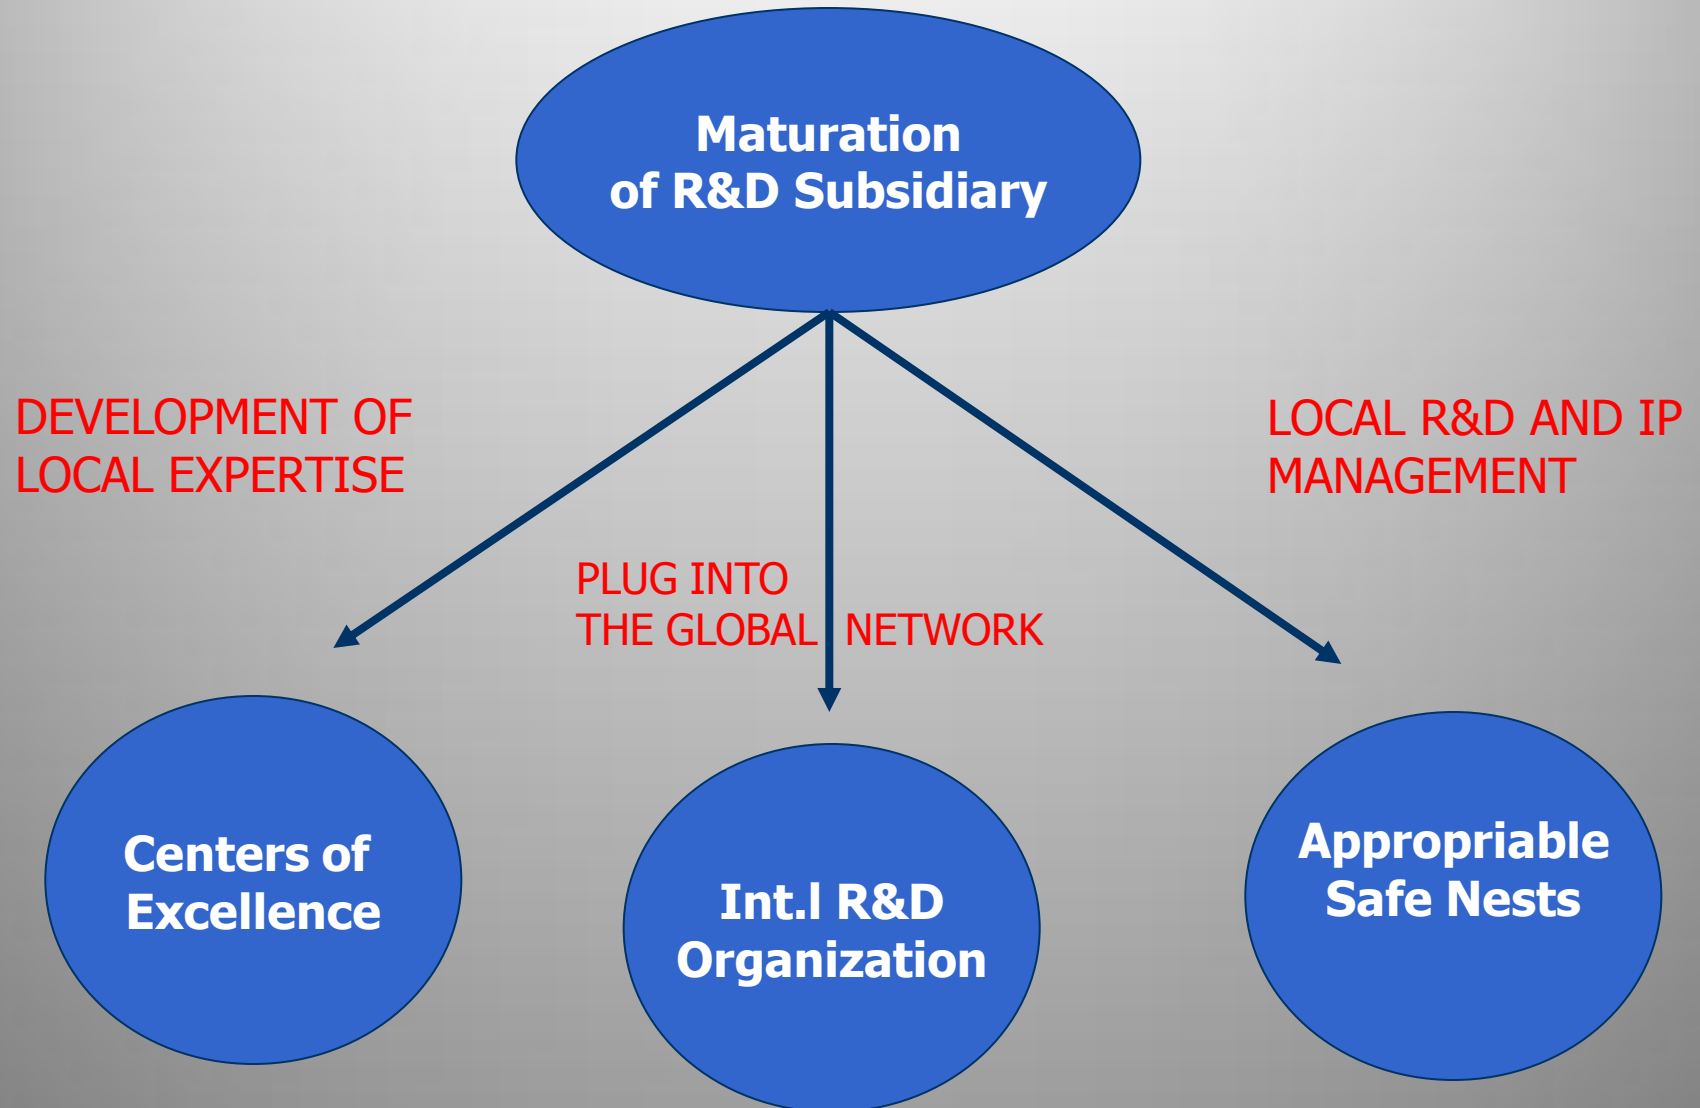 Maturation
of R&D Subsidiary
DEVELOPMENT OF
LOCAL EXPERTISE
LOCAL R&D AND IP
MANAGEMENT
PLUG INTO
THE GLOBAL NETWORK
Centers of
Excellence
Int.l R&D
Organization
Appropriable
Safe Nests